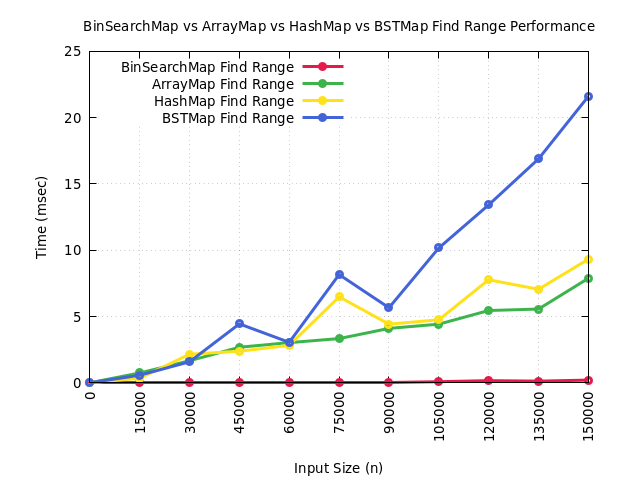 BinSearchMap vs ArrayMap vs HashMap vs BSTMap Find Range Performance
25
20
15
10
5
0
Time (msec)
BinSearchMap Find Range
ArrayMap Find Range
HashMap Find Range
BSTMap Find Range
0
15000
30000
45000
60000
75000
90000
105000
120000
135000
150000
Input Size (n)